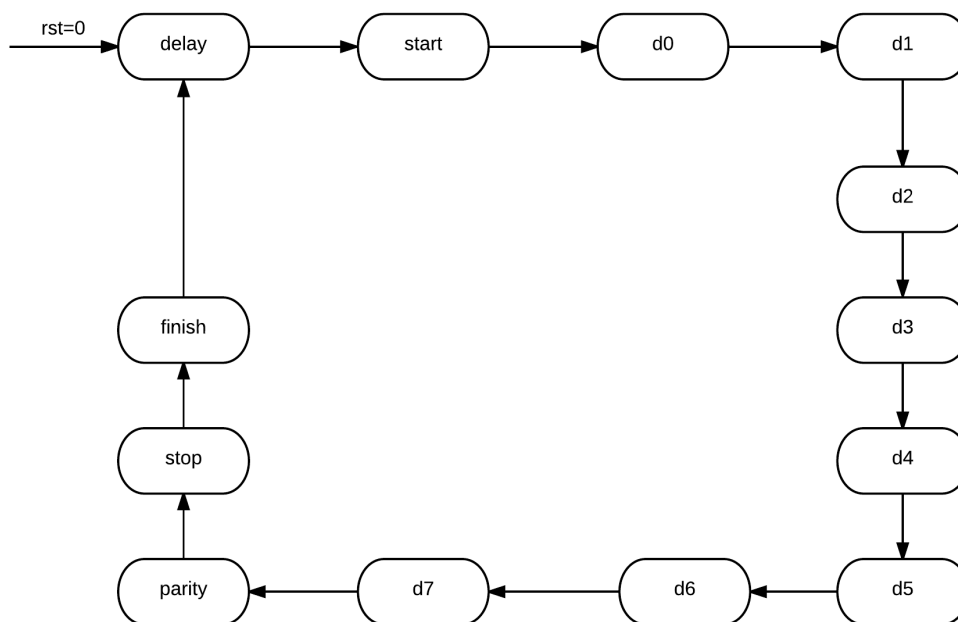 rst=0
delay
start
d0
d1
d2
finish
d3
stop
d4
parity
d7
d6
d5